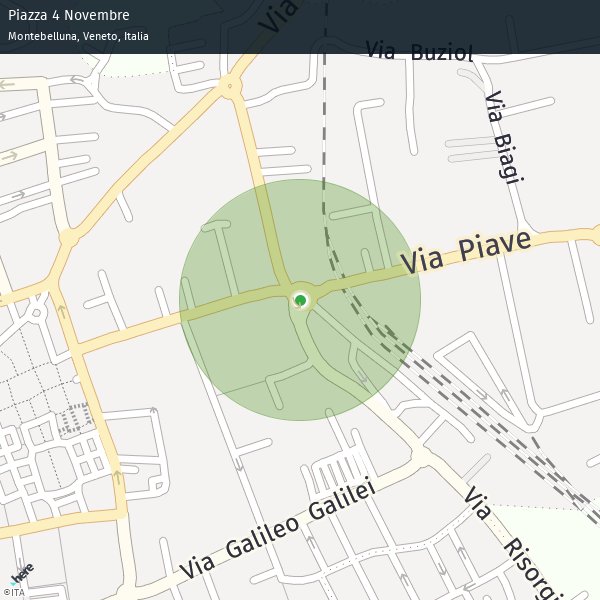 Piazza 4 Novembre
Montebelluna, Veneto, Italia
Via
Via Buziol
Via Biagi
Via Piave
Via Galileo Galilei
Via Risorgi
here
©ITA